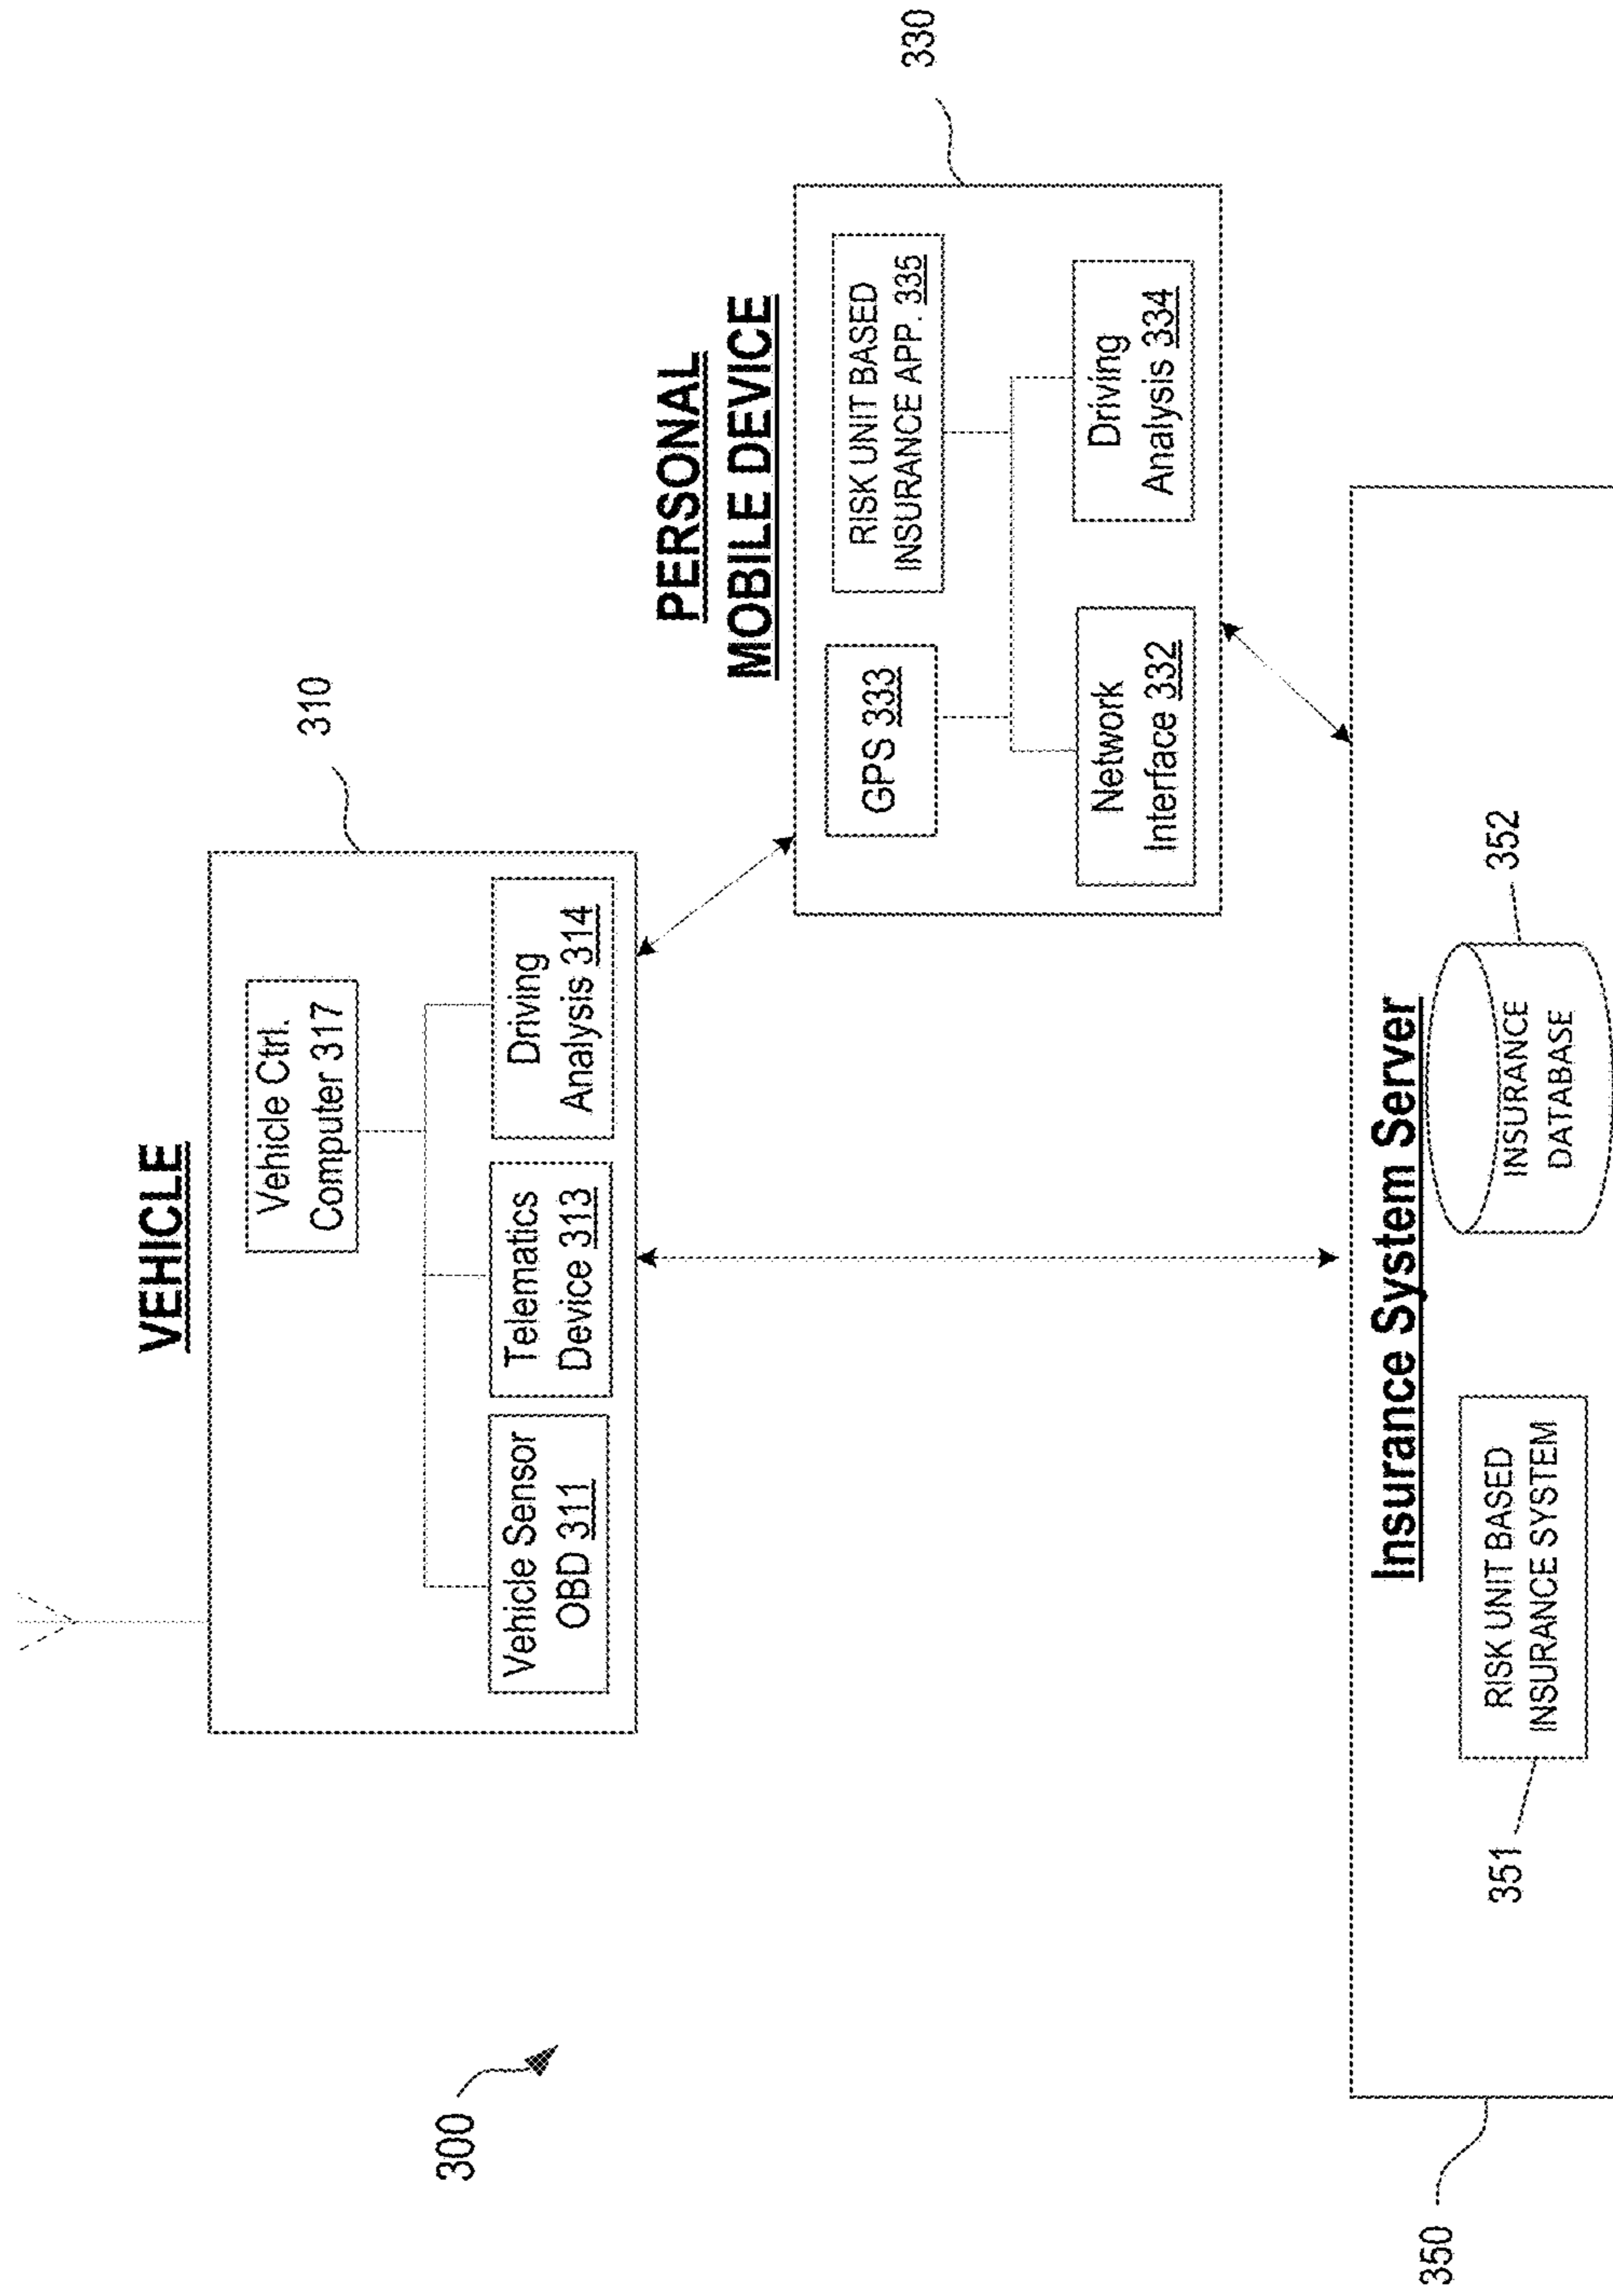 300
VEHICLE
310
Vehicle Ctrl.
Computer 317
Vehicle Sensor
OBD 311
Telematics
Device 313
Driving
Analysis 314
PERSONAL
MOBILE DEVICE
330
GPS 333
RISK UNIT BASED
INSURANCE APP. 335
Network
Interface 332
Driving
Analysis 334
350
Insurance System Server
351
RISK UNIT BASED
INSURANCE SYSTEM
352
INSURANCE
DATABASE